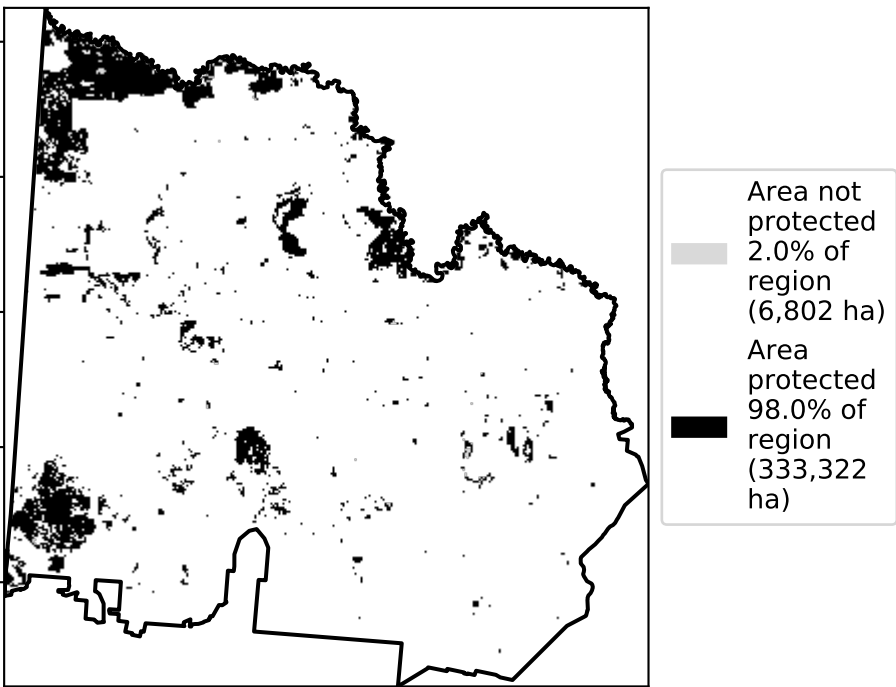 Area not
protected
2.0% of
region
(6,802 ha)
Area
protected
98.0% of
region
(333,322
ha)